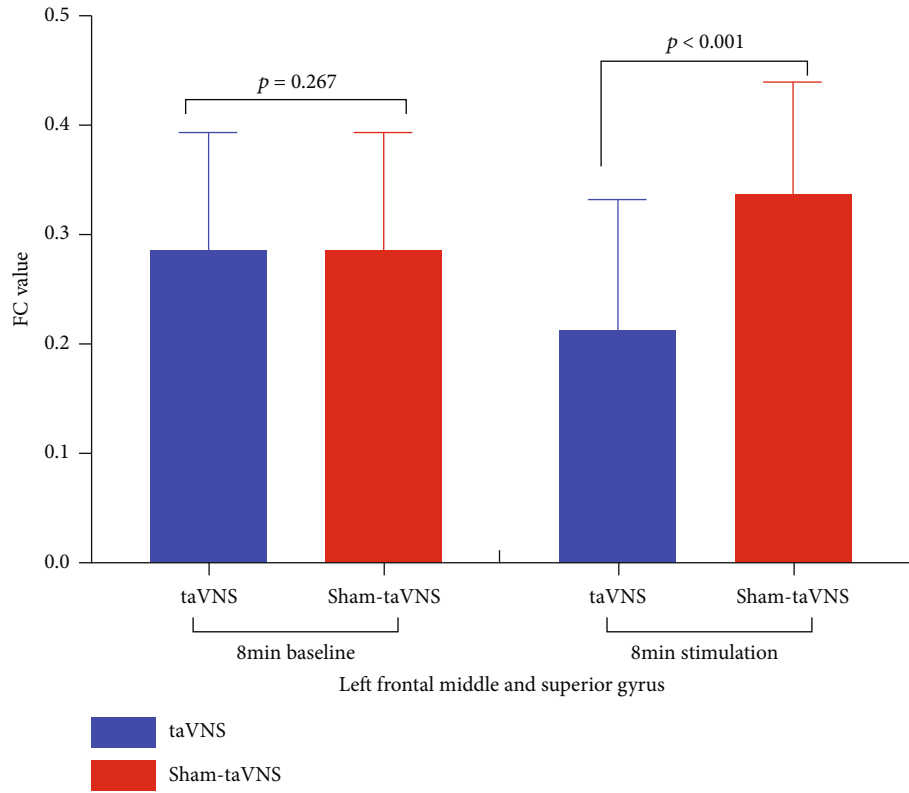 0.5
0.4
0.3
0.2
0.1
0.0
FC value
p = 0.267
p < 0.001
taVNS
Sham-taVNS
taVNS
Sham-taVNS
8min baseline
8min stimulation
Left frontal middle and superior gyrus
taVNS
Sham-taVNS